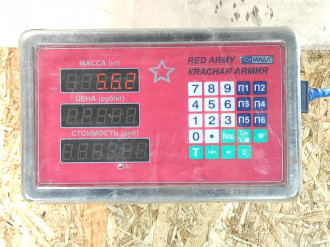 МАССА (кг)
5.62
ЦЕНА (руб/кг)
СТОИМОСТЬ (руб)
RED ARMY МИДЛ
КРАСНАЯ АРМИЯ
7 8 9 П1 П2
4 5 6 П3 П4
1 2 3 П5 П6
0
T C